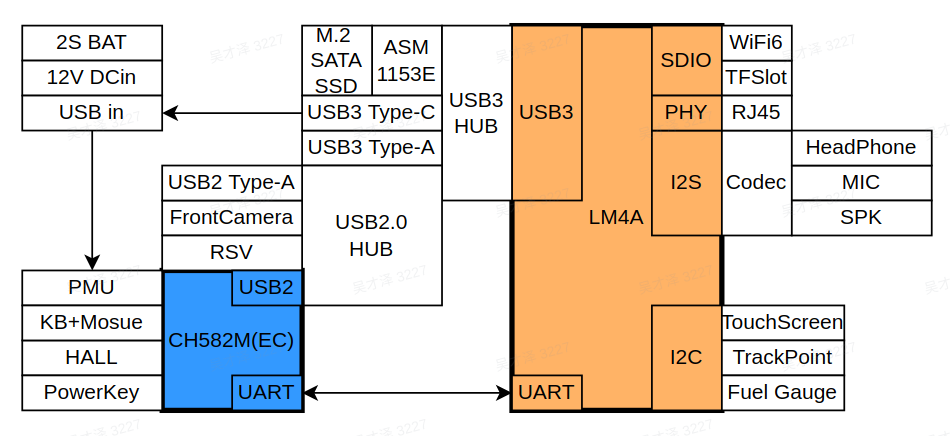 2S BAT
12V DCin
USB in
M.2
SATA
SSD
ASM
1153E
USB3 Type-C
USB3 Type-A
USB3
HUB
USB3
SDIO
PHY
I2S
LM4A
WiFi6
TFSlot
RJ45
Codec
HeadPhone
MIC
SPK
USB2 Type-A
FrontCamera
RSV
USB2.0
HUB
PMU
KB+Mosue
HALL
PowerKey
USB2
CH582M(EC)
UART
UART
I2C
TouchScreen
TrackPoint
Fuel Gauge
吴才泽 3227